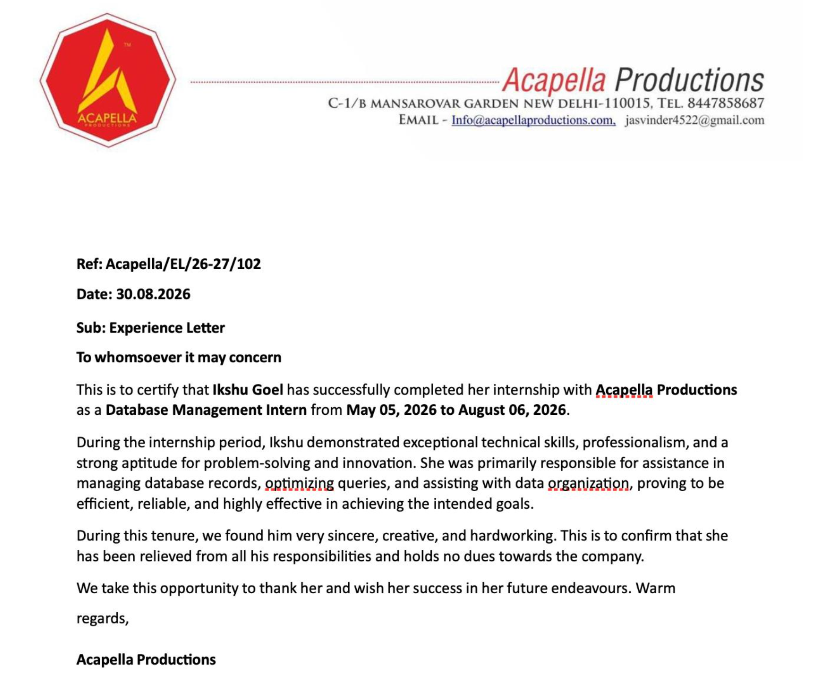 TM
ACAPELLA
PRODUCTIONS
Acapella Productions
C-1/B MANSAROVAR GARDEN NEW DELHI-110015, TEL. 8447858687
EMAIL - Info@acapellaproductions.com, jasvinder4522@gmail.com
Ref: Acapella/EL/26-27/102
Date: 30.08.2026
Sub: Experience Letter
To whomsoever it may concern
This is to certify that Ikshu Goel has successfully completed her internship with Acapella Productions
as a Database Management Intern from May 05, 2026 to August 06, 2026.
During the internship period, Ikshu demonstrated exceptional technical skills, professionalism, and a
strong aptitude for problem-solving and innovation. She was primarily responsible for assistance in
managing database records, optimizing queries, and assisting with data organization, proving to be
efficient, reliable, and highly effective in achieving the intended goals.
During this tenure, we found him very sincere, creative, and hardworking. This is to confirm that she
has been relieved from all his responsibilities and holds no dues towards the company.
We take this opportunity to thank her and wish her success in her future endeavours. Warm
regards,
Acapella Productions